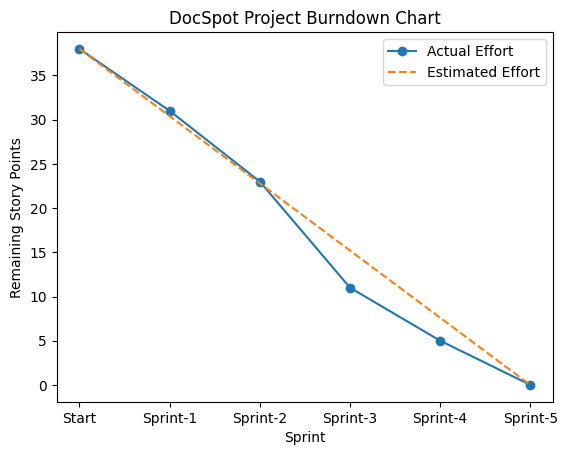 DocSpot Project Burndown Chart
Actual Effort
Estimated Effort
Remaining Story Points
35
30
25
20
15
10
5
0
Start Sprint-1 Sprint-2 Sprint-3 Sprint-4 Sprint-5
Sprint